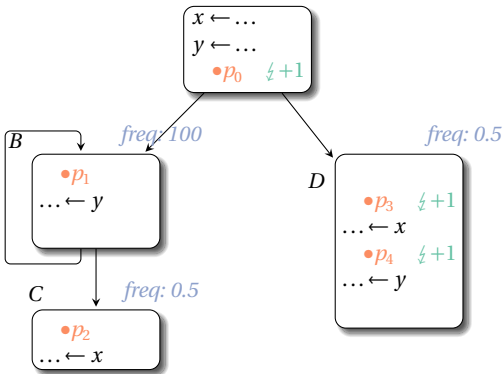 x ← …
y ← …
•p₀ ↯+1
freq: 100
B
•p₁
… ← y
freq: 0.5
C
•p₂
… ← x
freq: 0.5
D
•p₃ ↯+1
… ← x
•p₄ ↯+1
… ← y